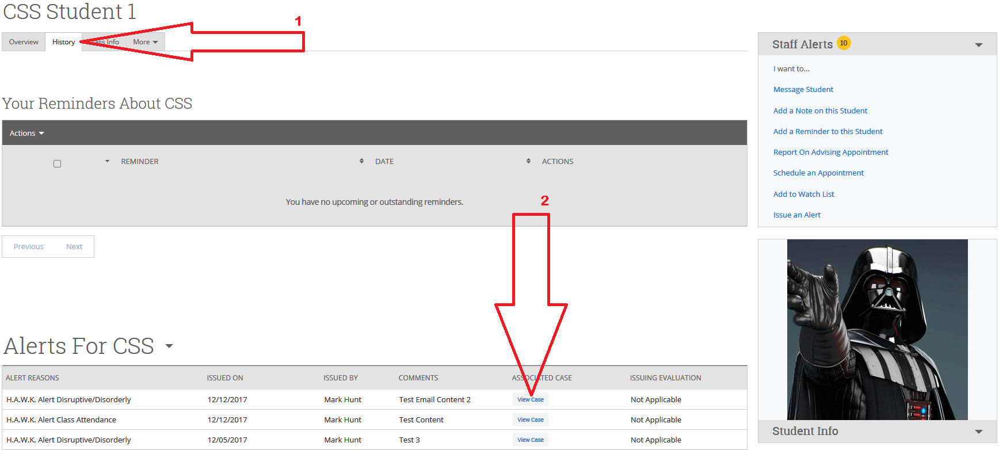 CSS Student 1
1
Overview History Class Info More
Your Reminders About CSS
Actions
REMINDER DATE ACTIONS
You have no upcoming or outstanding reminders.
2
Previous Next
Alerts For CSS
ALERT REASONS ISSUED ON ISSUED BY COMMENTS ASSOCIATED CASE ISSUING EVALUATION
H.A.W.K. Alert Disruptive/Disorderly 12/12/2017 Mark Hunt Test Email Content 2 View Case Not Applicable
H.A.W.K. Alert Class Attendance 12/12/2017 Mark Hunt Test Content View Case Not Applicable
H.A.W.K. Alert Disruptive/Disorderly 12/05/2017 Mark Hunt Test 3 View Case Not Applicable
Staff Alerts 10
I want to...
Message Student
Add a Note on this Student
Add a Reminder to this Student
Report On Advising Appointment
Schedule an Appointment
Add to Watch List
Issue an Alert
Student Info